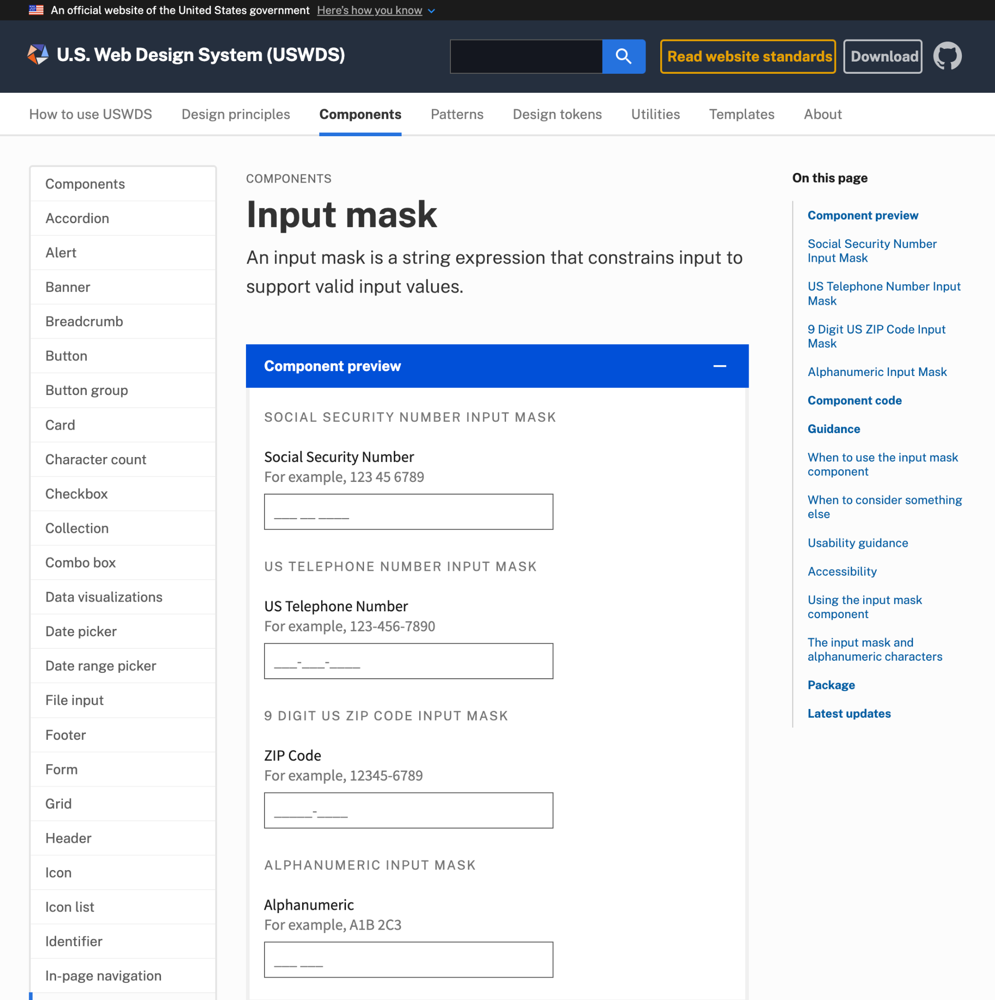 An official website of the United States government Here’s how you know
U.S. Web Design System (USWDS)
Read website standards
Download
How to use USWDS
Design principles
Components
Patterns
Design tokens
Utilities
Templates
About
Components
Accordion
Alert
Banner
Breadcrumb
Button
Button group
Card
Character count
Checkbox
Collection
Combo box
Data visualizations
Date picker
Date range picker
File input
Footer
Form
Grid
Header
Icon
Icon list
Identifier
In-page navigation
COMPONENTS
Input mask
An input mask is a string expression that constrains input to
support valid input values.
Component preview
SOCIAL SECURITY NUMBER INPUT MASK
Social Security Number
For example, 123 45 6789
___ __ ____
US TELEPHONE NUMBER INPUT MASK
US Telephone Number
For example, 123-456-7890
___-___-____
9 DIGIT US ZIP CODE INPUT MASK
ZIP Code
For example, 12345-6789
_____-____
ALPHANUMERIC INPUT MASK
Alphanumeric
For example, A1B 2C3
___ ___
On this page
Component preview
Social Security Number
Input Mask
US Telephone Number Input
Mask
9 Digit US ZIP Code Input
Mask
Alphanumeric Input Mask
Component code
Guidance
When to use the input mask
component
When to consider something
else
Usability guidance
Accessibility
Using the input mask
component
The input mask and
alphanumeric characters
Package
Latest updates